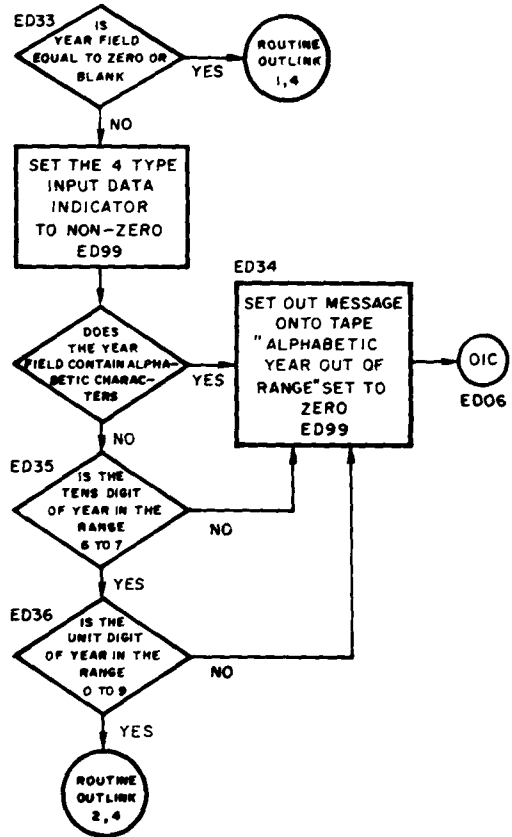 ED33
IS
YEAR FIELD
EQUAL TO ZERO OR
BLANK
YES
ROUTINE
OUTLINK
1,4
NO
SET THE 4 TYPE
INPUT DATA
INDICATOR
TO NON-ZERO
ED99
DOES
THE YEAR
FIELD CONTAIN ALPHA-
BETIC CHARAC-
TERS
YES
ED34
SET OUT MESSAGE
ONTO TAPE
"ALPHABETIC
YEAR OUT OF
RANGE" SET TO
ZERO
ED99
OIC
ED06
NO
ED35
IS THE
TENS DIGIT
OF YEAR IN THE
RANGE
6 TO 7
NO
YES
ED36
IS THE
UNIT DIGIT
OF YEAR IN THE
RANGE
0 TO 9
NO
YES
ROUTINE
OUTLINK
2,4